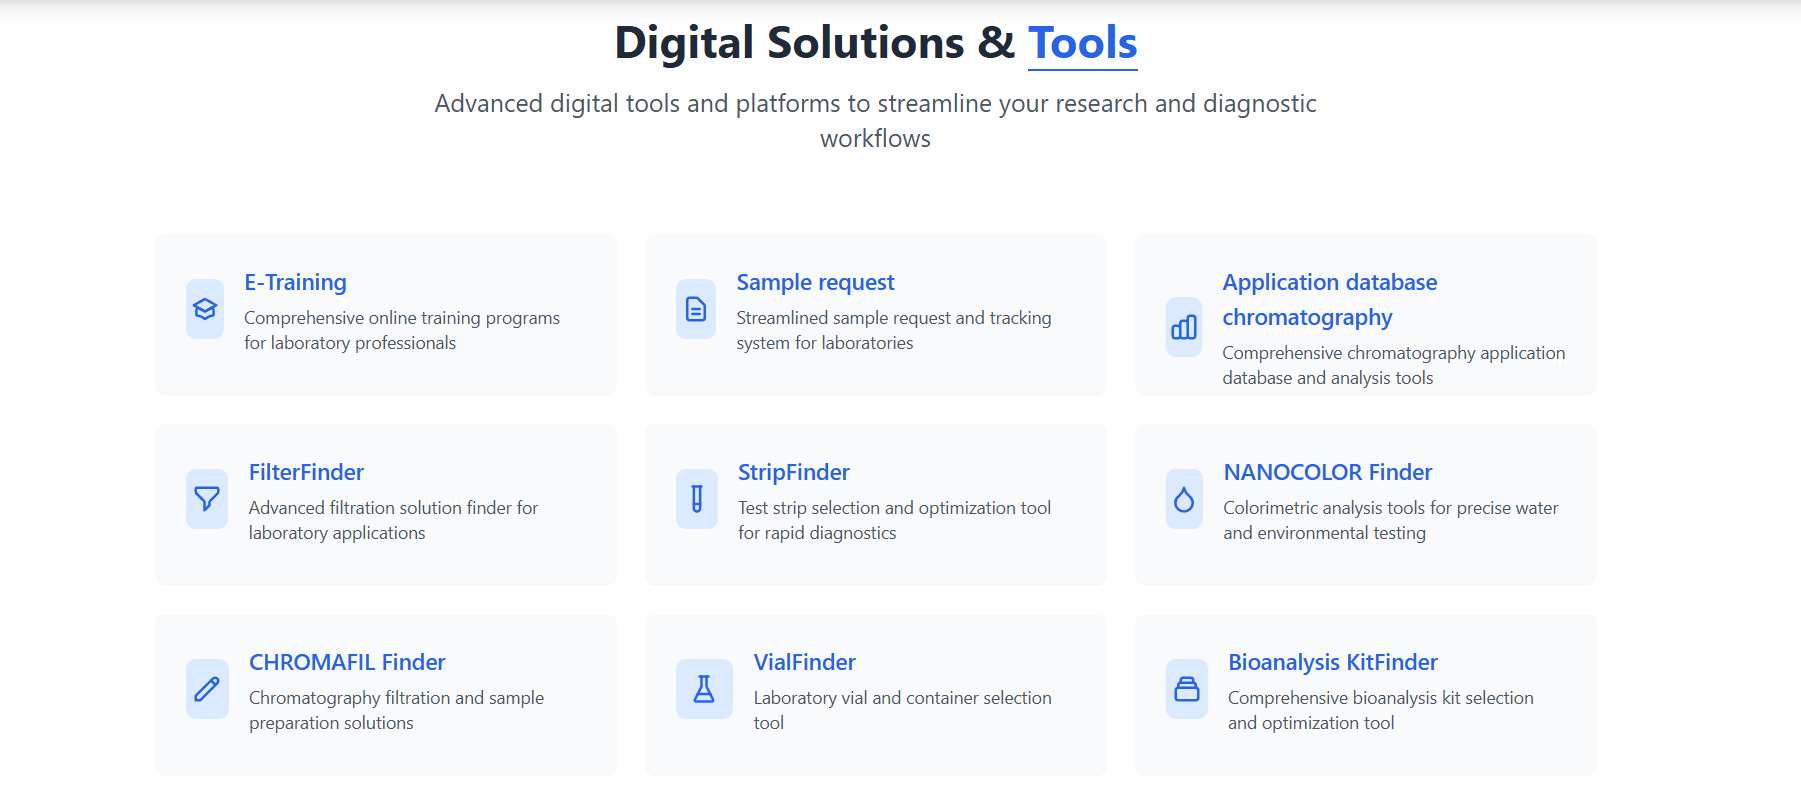 Digital Solutions & Tools
Advanced digital tools and platforms to streamline your research and diagnostic
workflows
E-Training
Comprehensive online training programs
for laboratory professionals
Sample request
Streamlined sample request and tracking
system for laboratories
Application database
chromatography
Comprehensive chromatography application
database and analysis tools
FilterFinder
Advanced filtration solution finder for
laboratory applications
StripFinder
Test strip selection and optimization tool
for rapid diagnostics
NANOCOLOR Finder
Colorimetric analysis tools for precise water
and environmental testing
CHROMAFIL Finder
Chromatography filtration and sample
preparation solutions
VialFinder
Laboratory vial and container selection
tool
Bioanalysis KitFinder
Comprehensive bioanalysis kit selection
and optimization tool